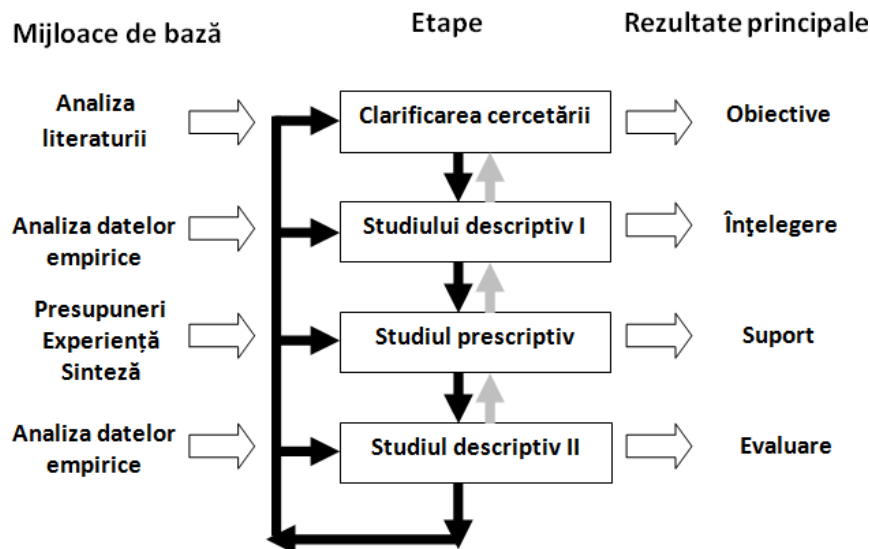 Mijloace de bază
Etape
Rezultate principale
Analiza
literaturii
Clarificarea cercetării
Obiective
Analiza datelor
empirice
Studiului descriptiv I
Înţelegere
Presupuneri
Experiență
Sinteză
Studiul prescriptiv
Suport
Analiza datelor
empirice
Studiul descriptiv II
Evaluare